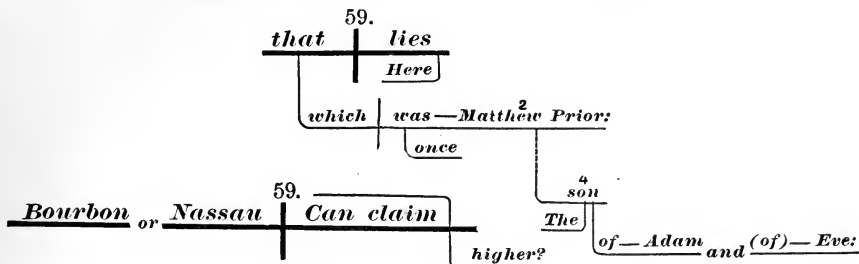 59.
that lies
Here
2
which was—Matthew Prior:
once
4
son
The
59.
Bourbon or Nassau Can claim
of—Adam and (of)—Eve:
higher?